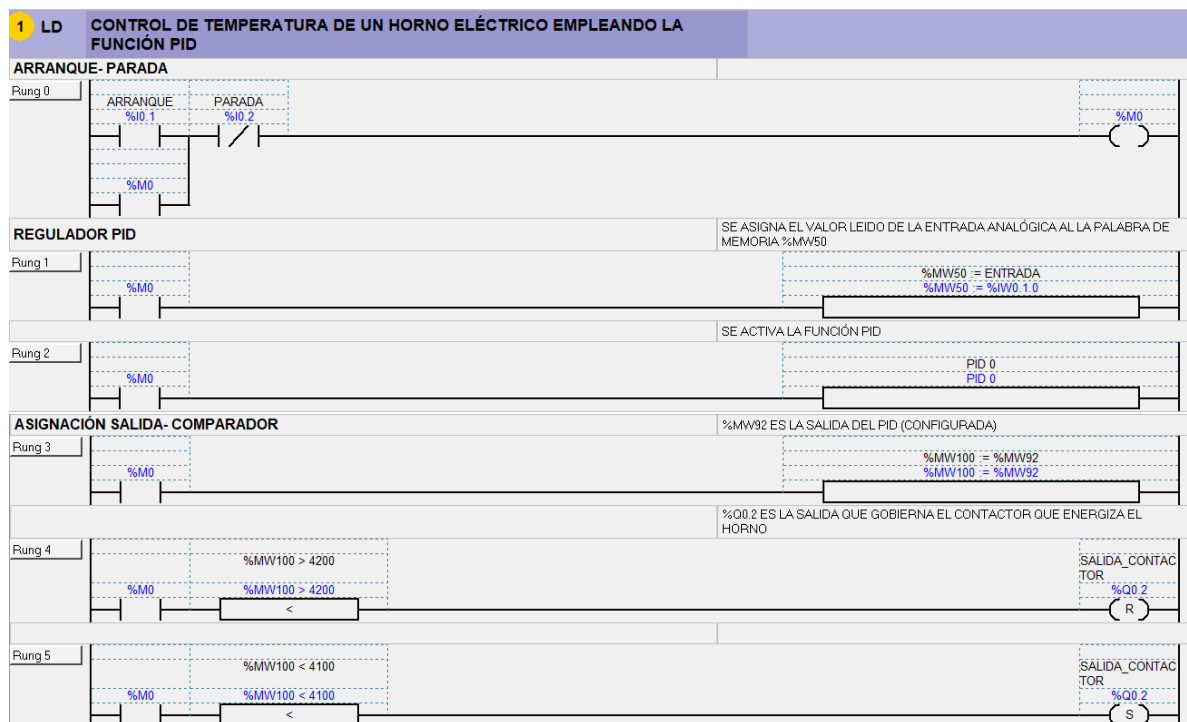 1 LD CONTROL DE TEMPERATURA DE UN HORNO ELÉCTRICO EMPLEANDO LA
FUNCIÓN PID
ARRANQUE- PARADA
Rung 0
ARRANQUE PARADA
%I0.1 %I0.2 %M0
%M0
REGULADOR PID
SE ASIGNA EL VALOR LEIDO DE LA ENTRADA ANALÓGICA AL LA PALABRA DE
MEMORIA %MW50
Rung 1
%MW50 := ENTRADA
%M0 %MW50 := %IW0.1.0
SE ACTIVA LA FUNCIÓN PID
Rung 2
PID 0
%M0 PID 0
ASIGNACIÓN SALIDA- COMPARADOR
%MW92 ES LA SALIDA DEL PID (CONFIGURADA)
Rung 3
%MW100 := %MW92
%M0 %MW100 := %MW92
%Q0.2 ES LA SALIDA QUE GOBIERNA EL CONTACTOR QUE ENERGIZA EL
HORNO
Rung 4
%MW100 > 4200 SALIDA_CONTAC
TOR
%M0 %MW100 > 4200 %Q0.2
< R
Rung 5
%MW100 < 4100 SALIDA_CONTAC
TOR
%M0 %MW100 < 4100 %Q0.2
< S